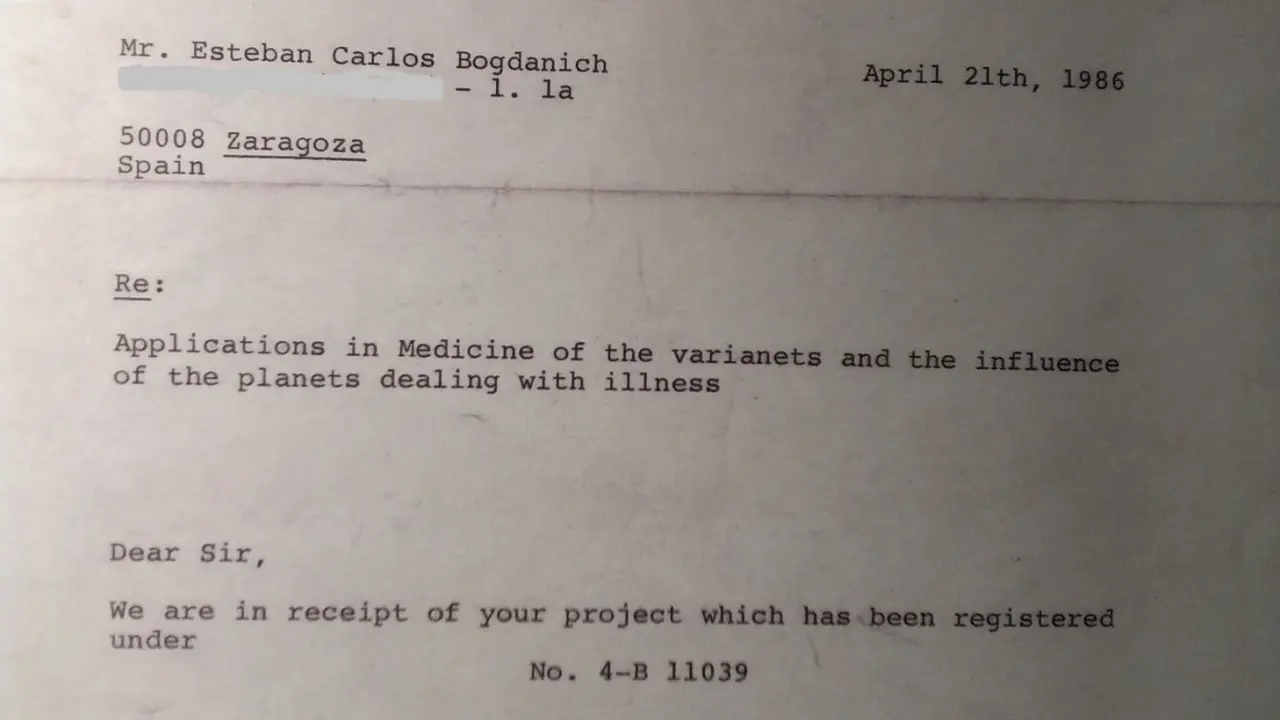 Mr. Esteban Carlos Bogdanich
April 21th, 1986
- 1. 1a
50008 Zaragoza
Spain
Re:
Applications in Medicine of the varianets and the influence
of the planets dealing with illness
Dear Sir,
We are in receipt of your project which has been registered
under
No. 4-B 11039